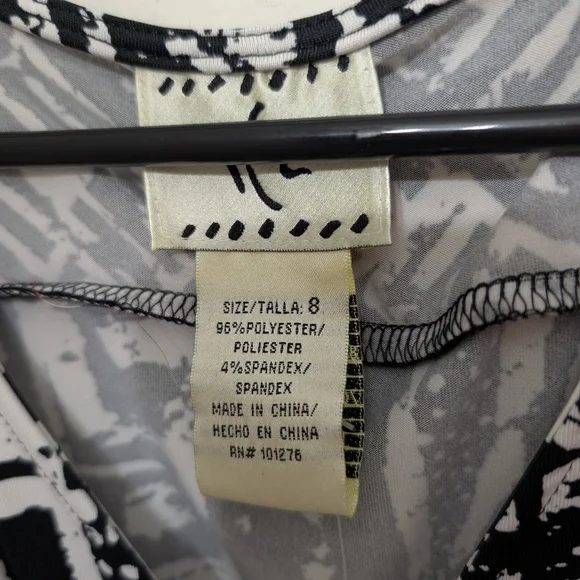 SIZE/TALLA: 8
96%POLYESTER/
POLIESTER
4%SPANDEX/
SPANDEX
MADE IN CHINA/
HECHO EN CHINA
RN# 101276